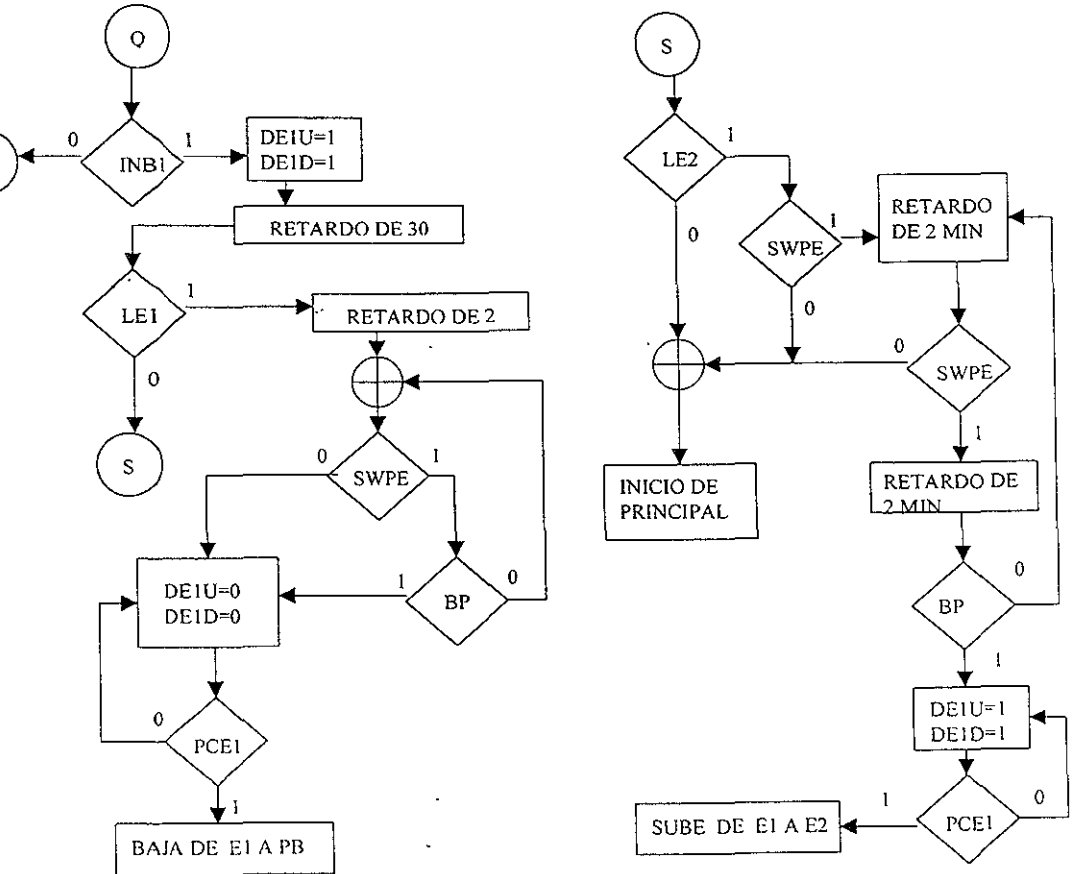 Q
0
INB1
1
DE1U=1
DE1D=1
RETARDO DE 30
LE1
1
RETARDO DE 2
0
S
0
SWPE
1
DE1U=0
DE1D=0
1
BP
0
0
PCE1
1
BAJA DE E1 A PB
S
LE2
1
0
SWPE
1
RETARDO
DE 2 MIN
0
0
SWPE
1
INICIO DE
PRINCIPAL
RETARDO DE
2 MIN
BP
0
1
DE1U=1
DE1D=1
SUBE DE E1 A E2
1
PCE1
0